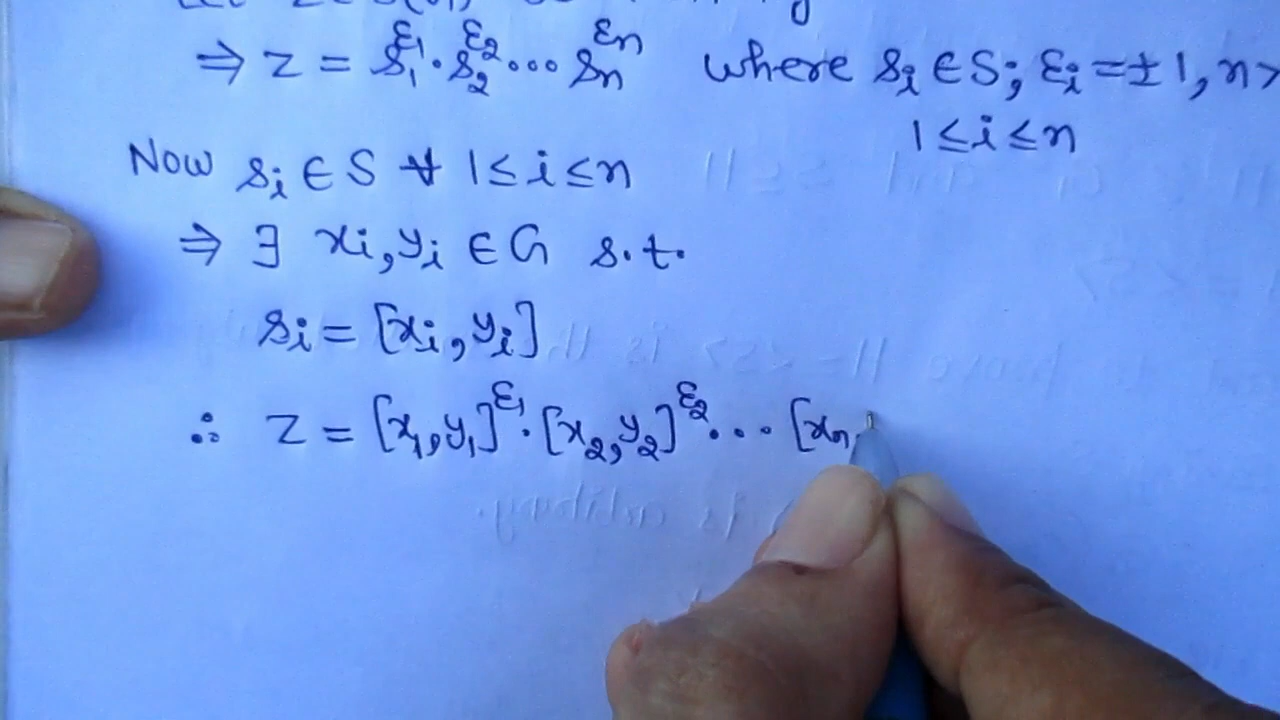 ⇒ z = s₁^ε₁ · s₂^ε₂ ... sₙ^εₙ where sᵢ ∈ S; εᵢ = ±1, n>
1 ≤ i ≤ n
Now sᵢ ∈ S ∀ 1 ≤ i ≤ n
⇒ ∃ xᵢ, yᵢ ∈ G s.t.
sᵢ = [xᵢ, yᵢ]
∴ z = [x₁, y₁]^ε₁ · [x₂, y₂]^ε₂ ... [xₙ,